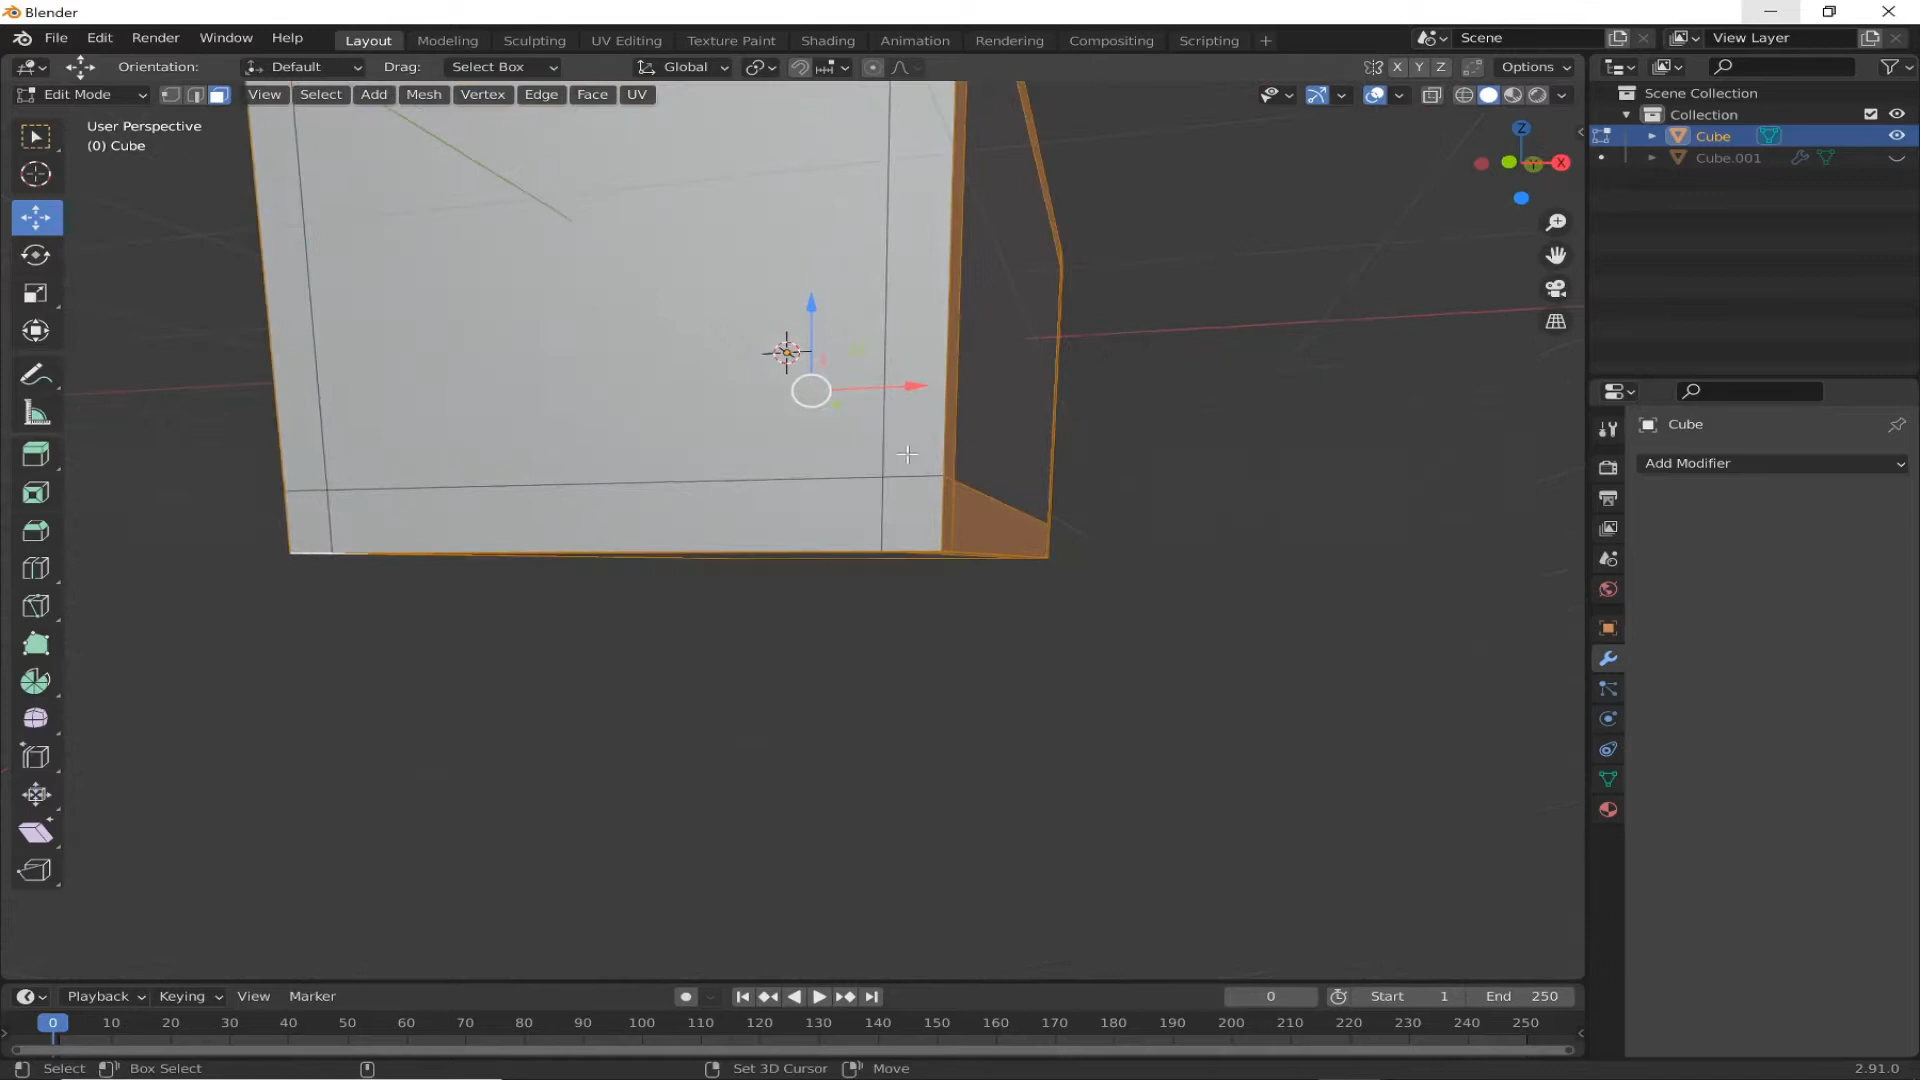 Blender
File Edit Render Window Help Layout Modeling Sculpting UV Editing Texture Paint Shading Animation Rendering Compositing Scripting + Scene View Layer
Orientation: Default Drag: Select Box Global X Y Z Options
Edit Mode View Select Add Mesh Vertex Edge Face UV
User Perspective
(0) Cube
Z
X
Y
Scene Collection
Collection
Cube
Cube.001
Cube
Add Modifier
Playback Keying View Marker 0 Start 1 End 250
0 10 20 30 40 50 60 70 80 90 100 110 120 130 140 150 160 170 180 190 200 210 220 230 240 250
Select Box Select Set 3D Cursor Move 2.91.0